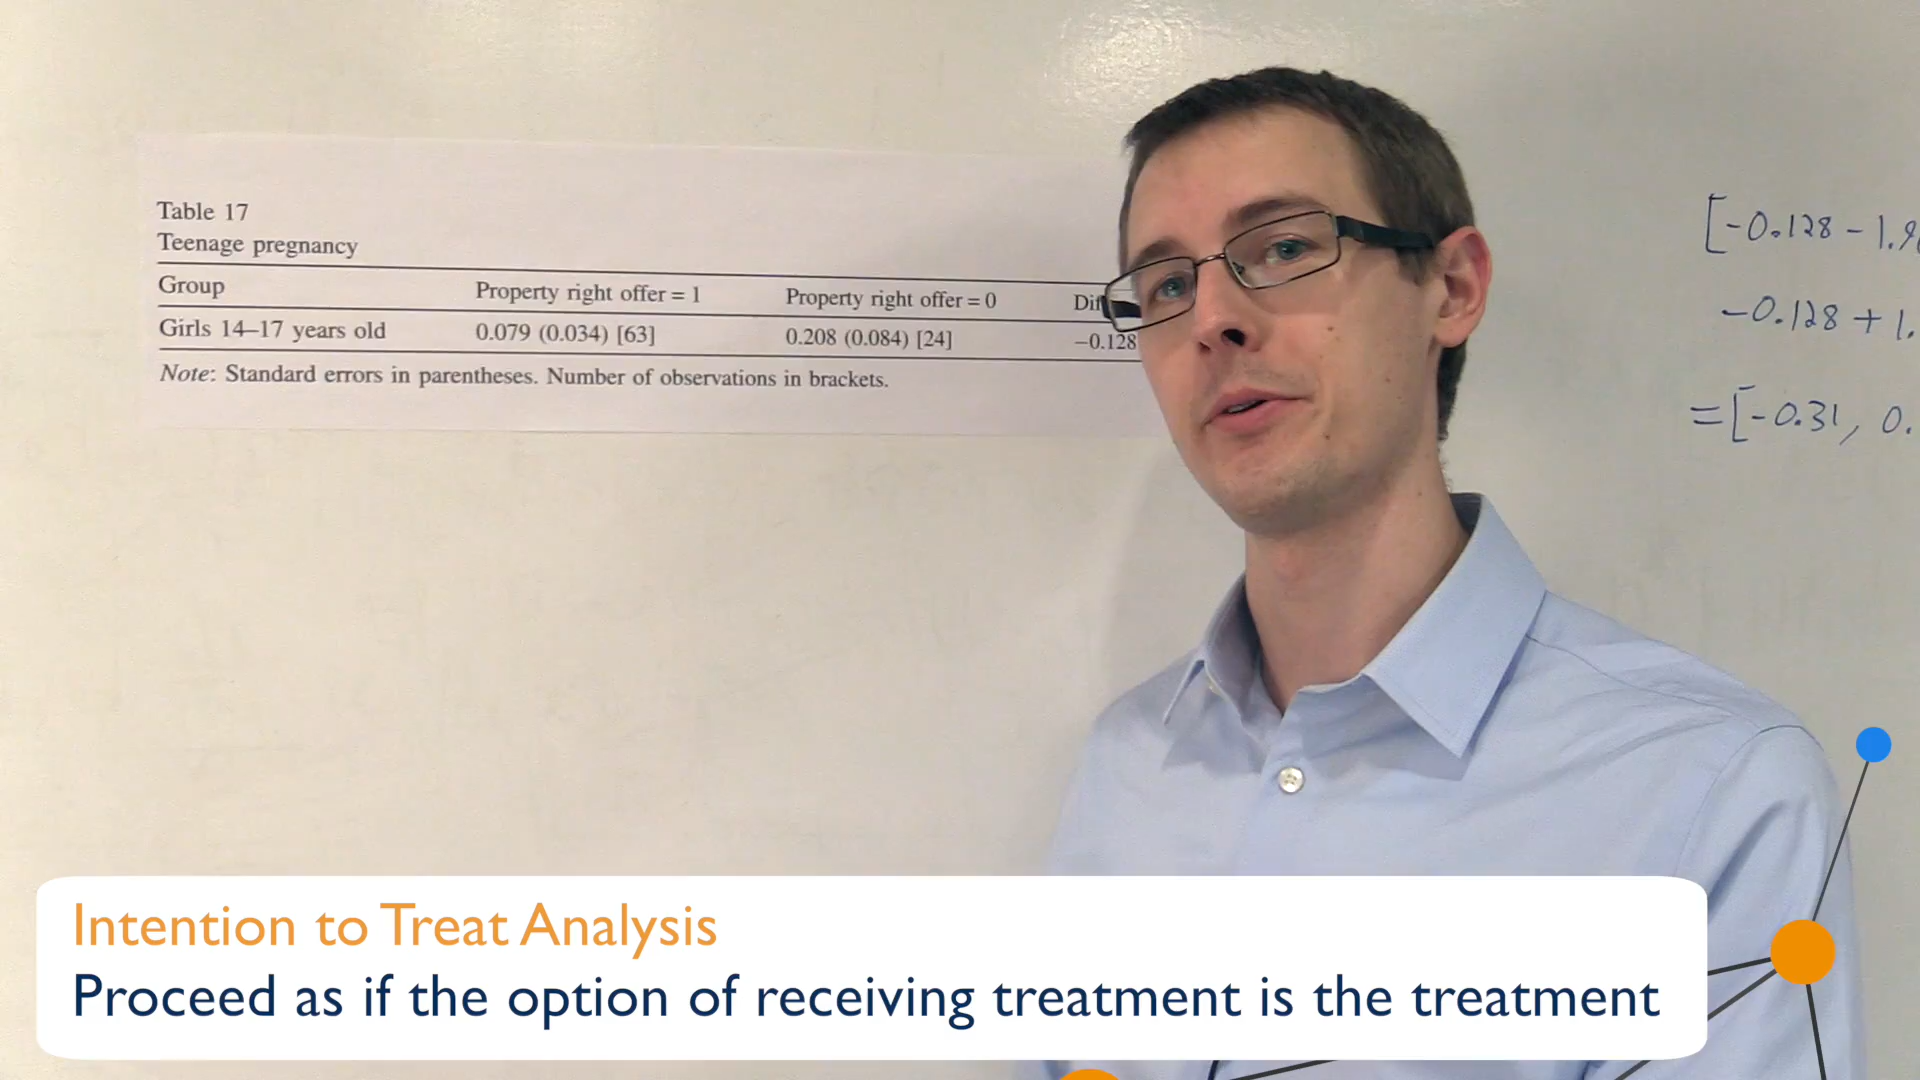 Table 17
Teenage pregnancy
Group Property right offer = 1 Property right offer = 0
Girls 14–17 years old 0.079 (0.034) [63] 0.208 (0.084) [24] −0.128
Note: Standard errors in parentheses. Number of observations in brackets.
[-0.128 - 1.96
-0.128 + 1.
= [-0.31, 0.
Intention to Treat Analysis
Proceed as if the option of receiving treatment is the treatment